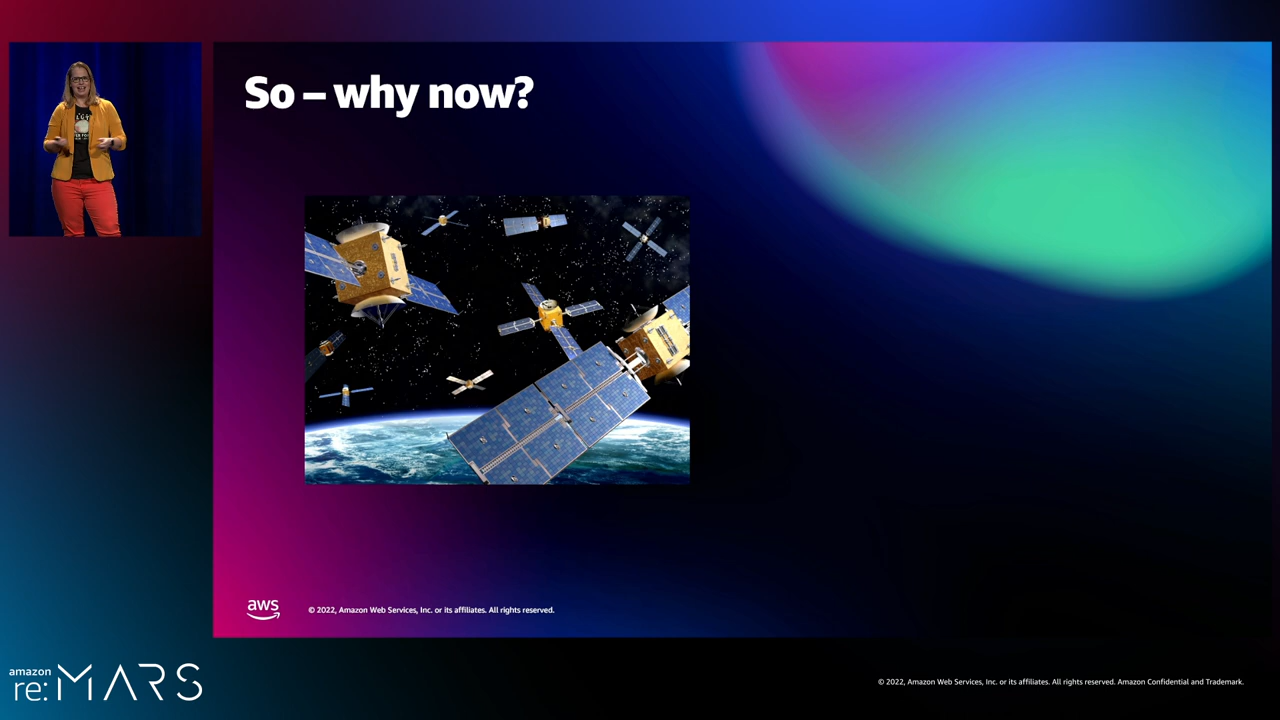 So – why now?
aws
© 2022, Amazon Web Services, Inc. or its affiliates. All rights reserved.
amazon
re:MARS
© 2022, Amazon Web Services, Inc. or its affiliates. All rights reserved. Amazon Confidential and Trademark.